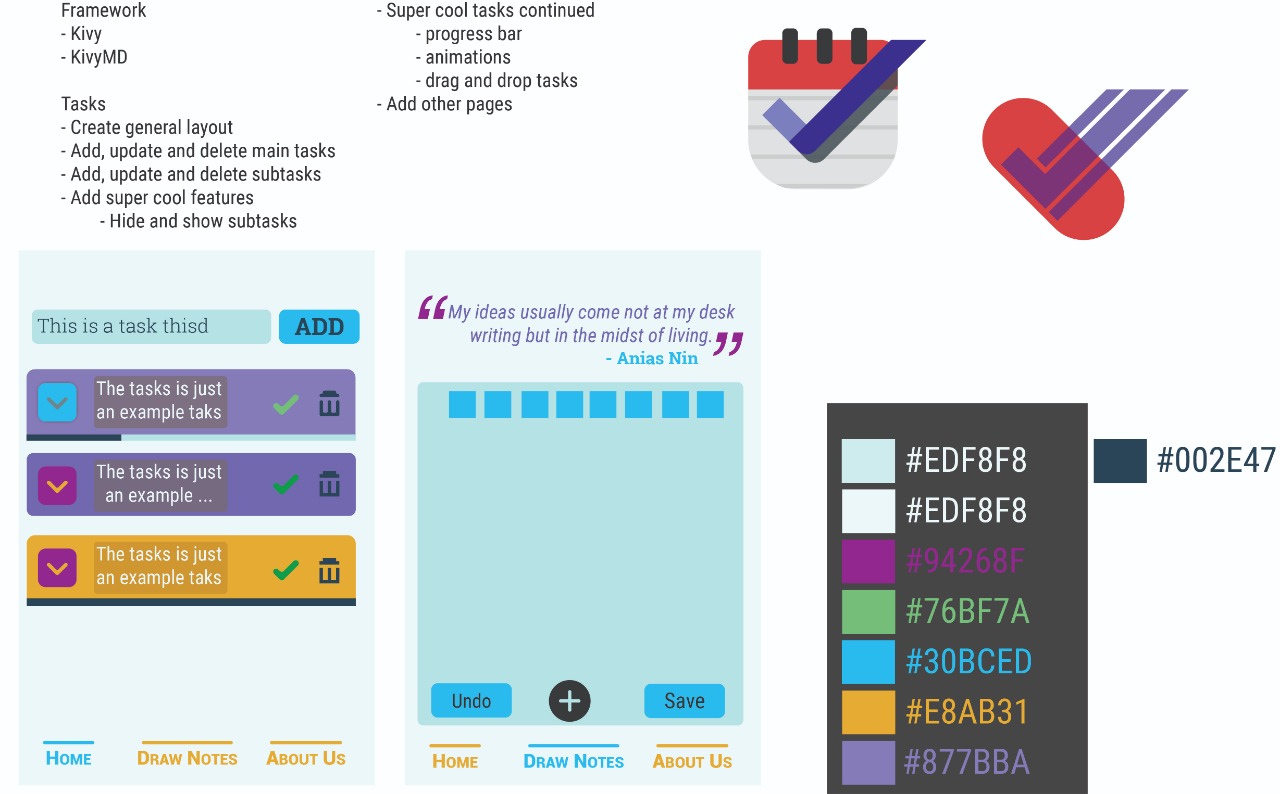 Framework
- Kivy
- KivyMD
Tasks
- Create general layout
- Add, update and delete main tasks
- Add, update and delete subtasks
- Add super cool features
- Hide and show subtasks
- Super cool tasks continued
- progress bar
- animations
- drag and drop tasks
- Add other pages
This is a task thisd
ADD
The tasks is just
an example taks
The tasks is just
an example ...
The tasks is just
an example taks
HOME
DRAW NOTES
ABOUT US
“My ideas usually come not at my desk
writing but in the midst of living.”
- Anias Nin
Undo
+
Save
HOME
DRAW NOTES
ABOUT US
#EDF8F8
#EDF8F8
#94268F
#76BF7A
#30BCED
#E8AB31
#877BBA
#002E47